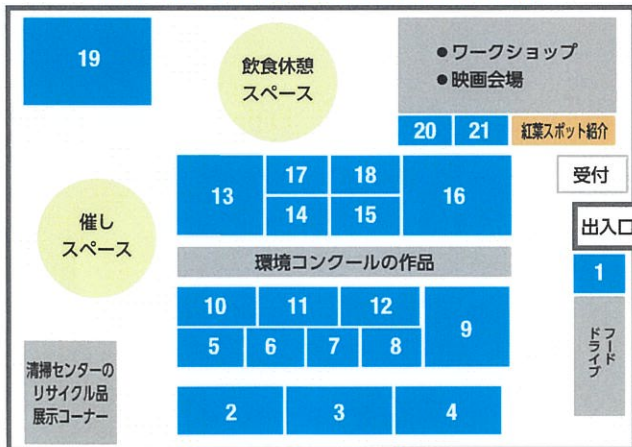 19
飲食休憩
スペース
●ワークショップ
●映画会場
20
21
紅葉スポット紹介
受付
出入口
13
17
18
14
15
16
催し
スペース
環境コンクールの作品
1
フード
ドライブ
10
11
12
9
5
6
7
8
清掃センターの
リサイクル品
展示コーナー
2
3
4